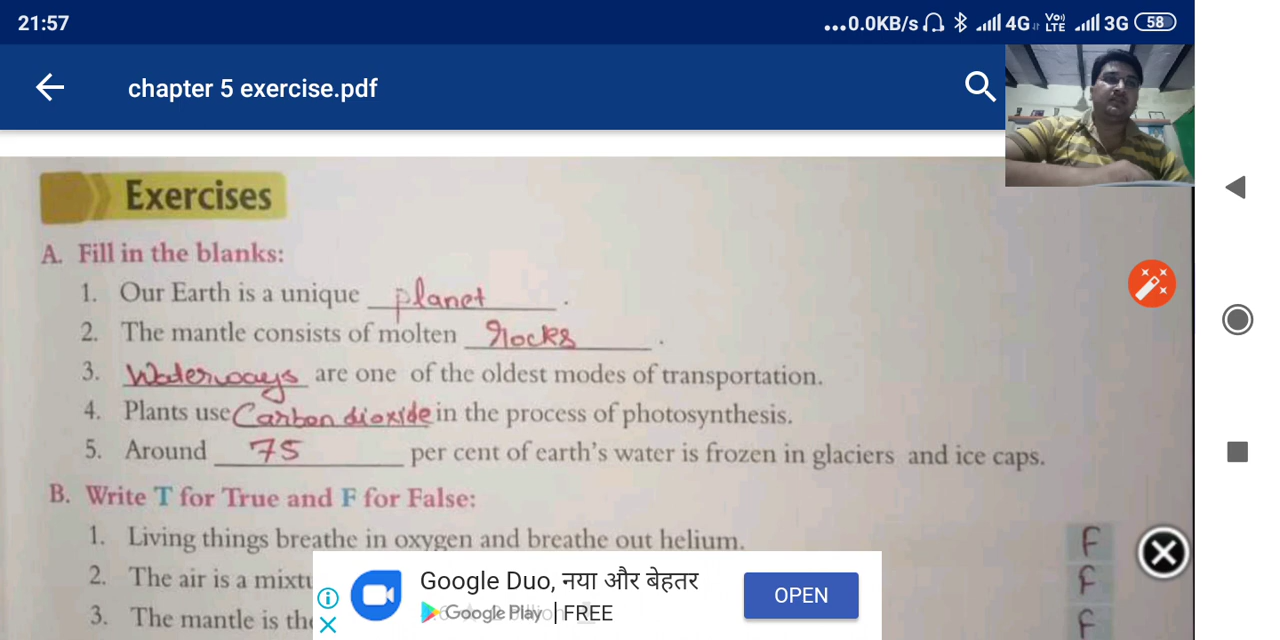 21:57
...0.0KB/s 4G Vo)) LTE 3G 58
chapter 5 exercise.pdf
Exercises
A. Fill in the blanks:
1. Our Earth is a unique planet.
2. The mantle consists of molten rocks.
3. Waterways are one of the oldest modes of transportation.
4. Plants use Carbon dioxide in the process of photosynthesis.
5. Around 75 per cent of earth's water is frozen in glaciers and ice caps.
B. Write T for True and F for False:
1. Living things breathe in oxygen and breathe out helium. F
2. The air is a F
3. The mantle is F
Google Duo, नया और बेहतर
Google Play | FREE
OPEN